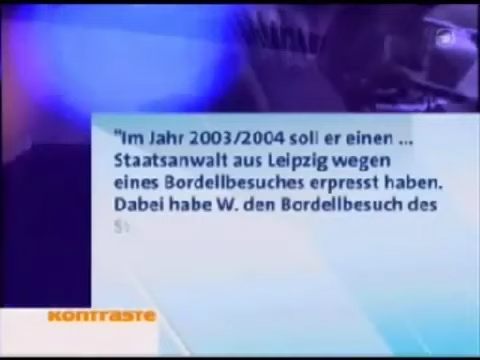 "Im Jahr 2003/2004 soll er einen ...
Staatsanwalt aus Leipzig wegen
eines Bordellbesuches erpresst haben.
Dabei habe W. den Bordellbesuch des
KONTRASTE